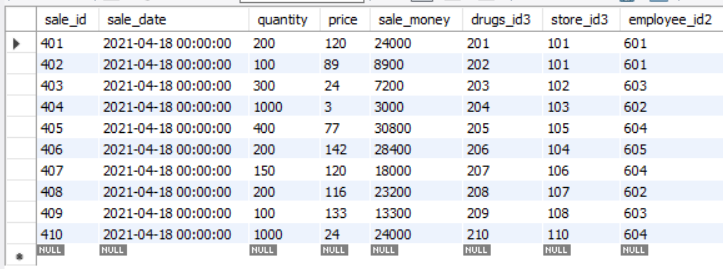 sale_id sale_date quantity price sale_money drugs_id3 store_id3 employee_id2
401 2021-04-18 00:00:00 200 120 24000 201 101 601
402 2021-04-18 00:00:00 100 89 8900 202 101 601
403 2021-04-18 00:00:00 300 24 7200 203 102 603
404 2021-04-18 00:00:00 1000 3 3000 204 103 602
405 2021-04-18 00:00:00 400 77 30800 205 105 604
406 2021-04-18 00:00:00 200 142 28400 206 104 605
407 2021-04-18 00:00:00 150 120 18000 207 106 604
408 2021-04-18 00:00:00 200 116 23200 208 107 602
409 2021-04-18 00:00:00 100 133 13300 209 108 603
410 2021-04-18 00:00:00 1000 24 24000 210 110 604
NULL NULL NULL NULL NULL NULL NULL NULL